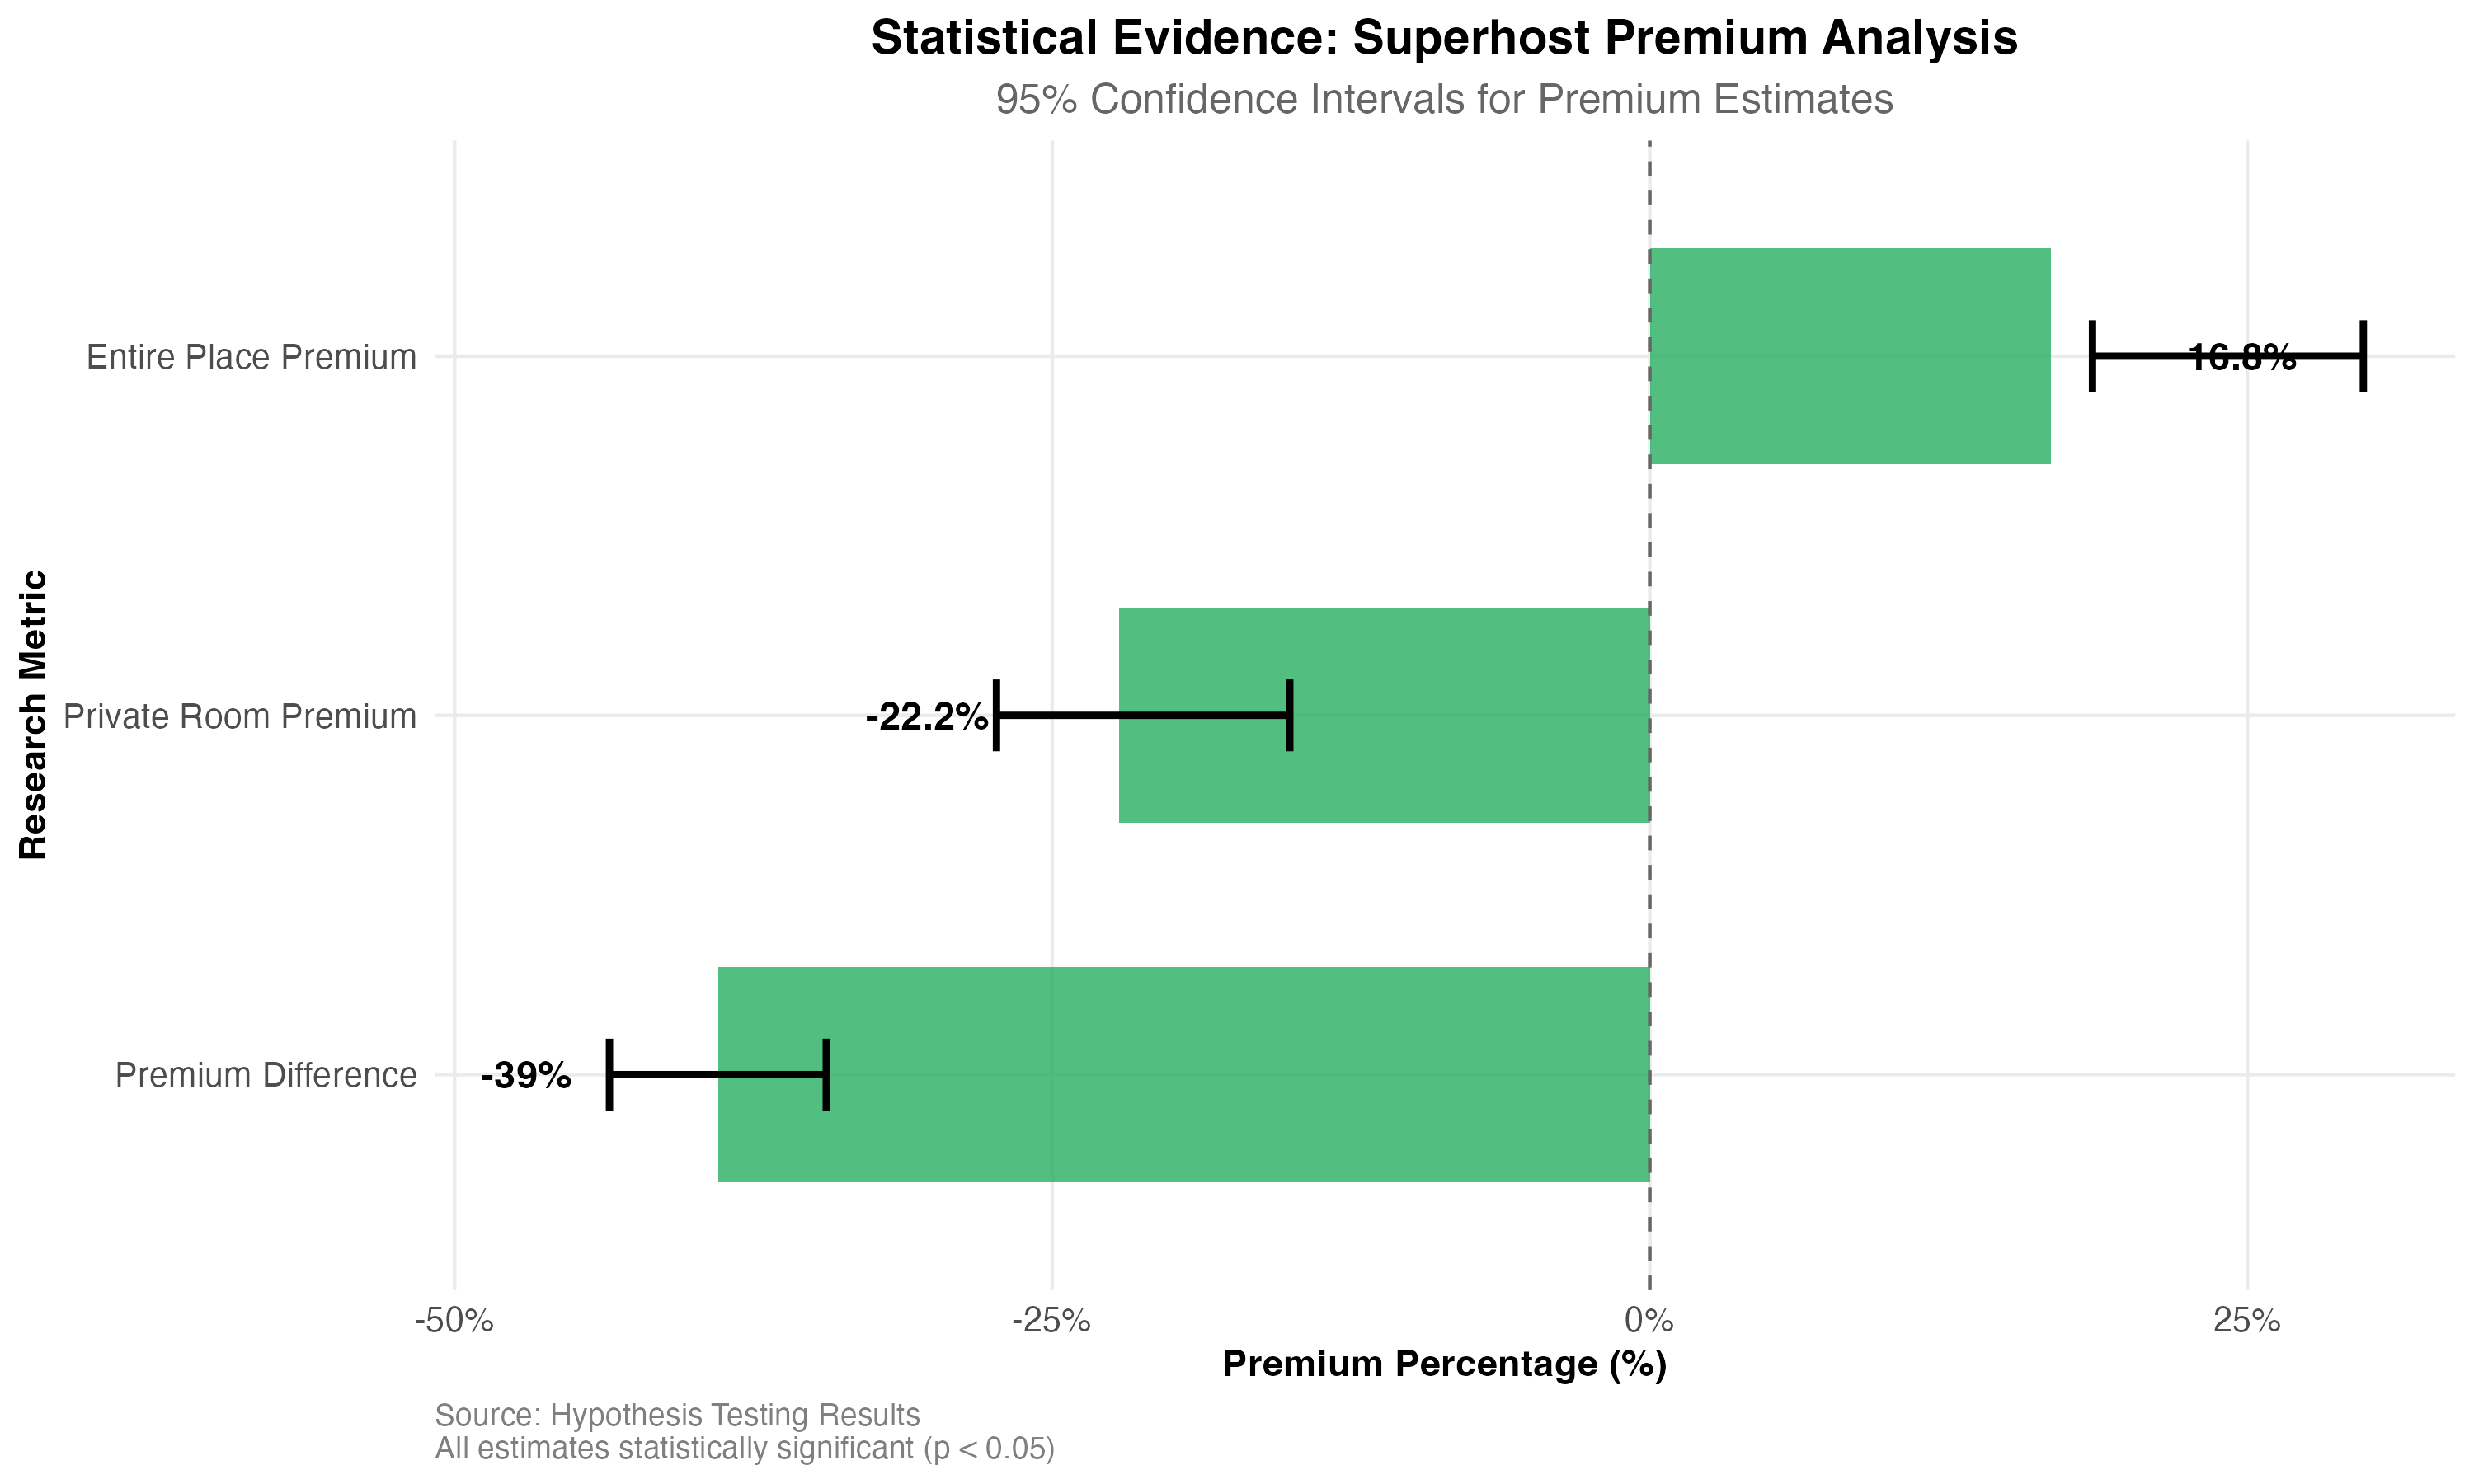 Statistical Evidence: Superhost Premium Analysis
95% Confidence Intervals for Premium Estimates
Research Metric
Entire Place Premium
16.8%
Private Room Premium
-22.2%
Premium Difference
-39%
-50%
-25%
0%
25%
Premium Percentage (%)
Source: Hypothesis Testing Results
All estimates statistically significant (p < 0.05)